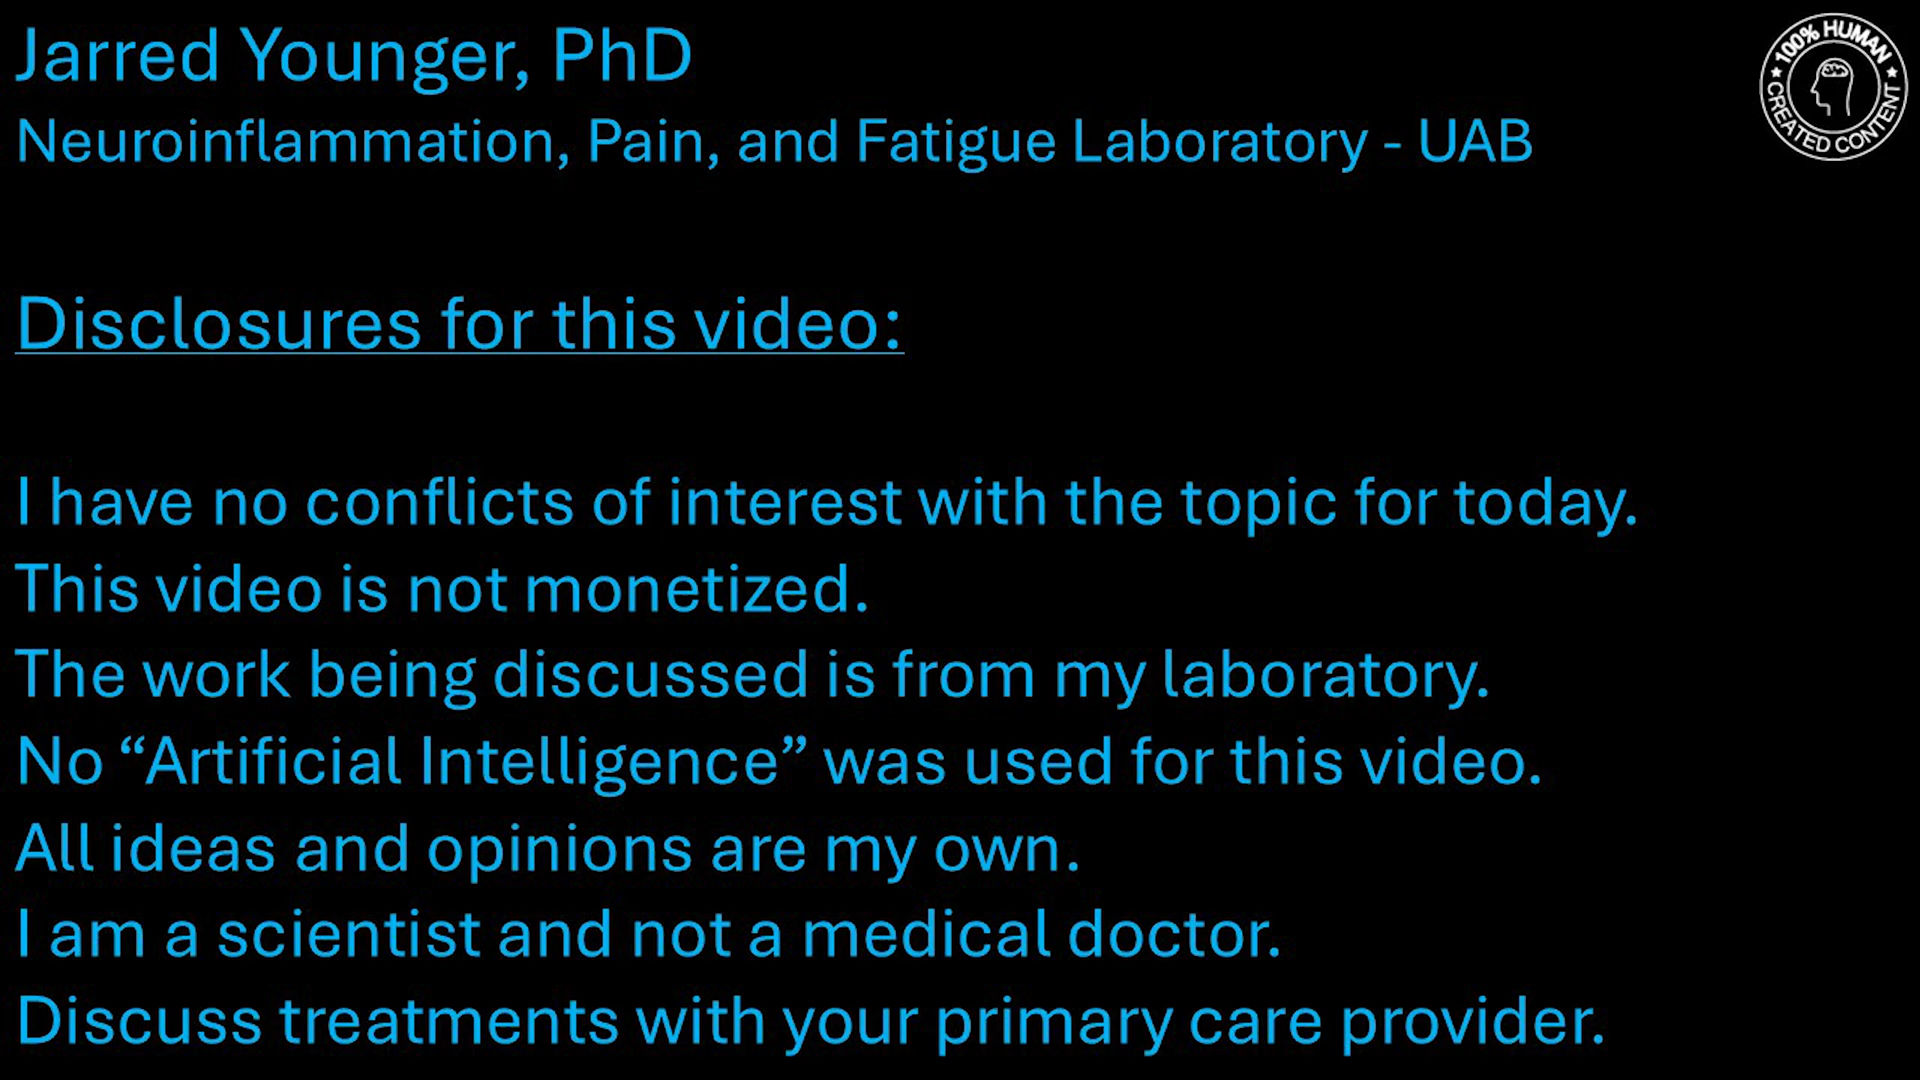 Jarred Younger, PhD
Neuroinflammation, Pain, and Fatigue Laboratory - UAB
100% HUMAN
CREATED CONTENT
Disclosures for this video:
I have no conflicts of interest with the topic for today.
This video is not monetized.
The work being discussed is from my laboratory.
No “Artificial Intelligence” was used for this video.
All ideas and opinions are my own.
I am a scientist and not a medical doctor.
Discuss treatments with your primary care provider.